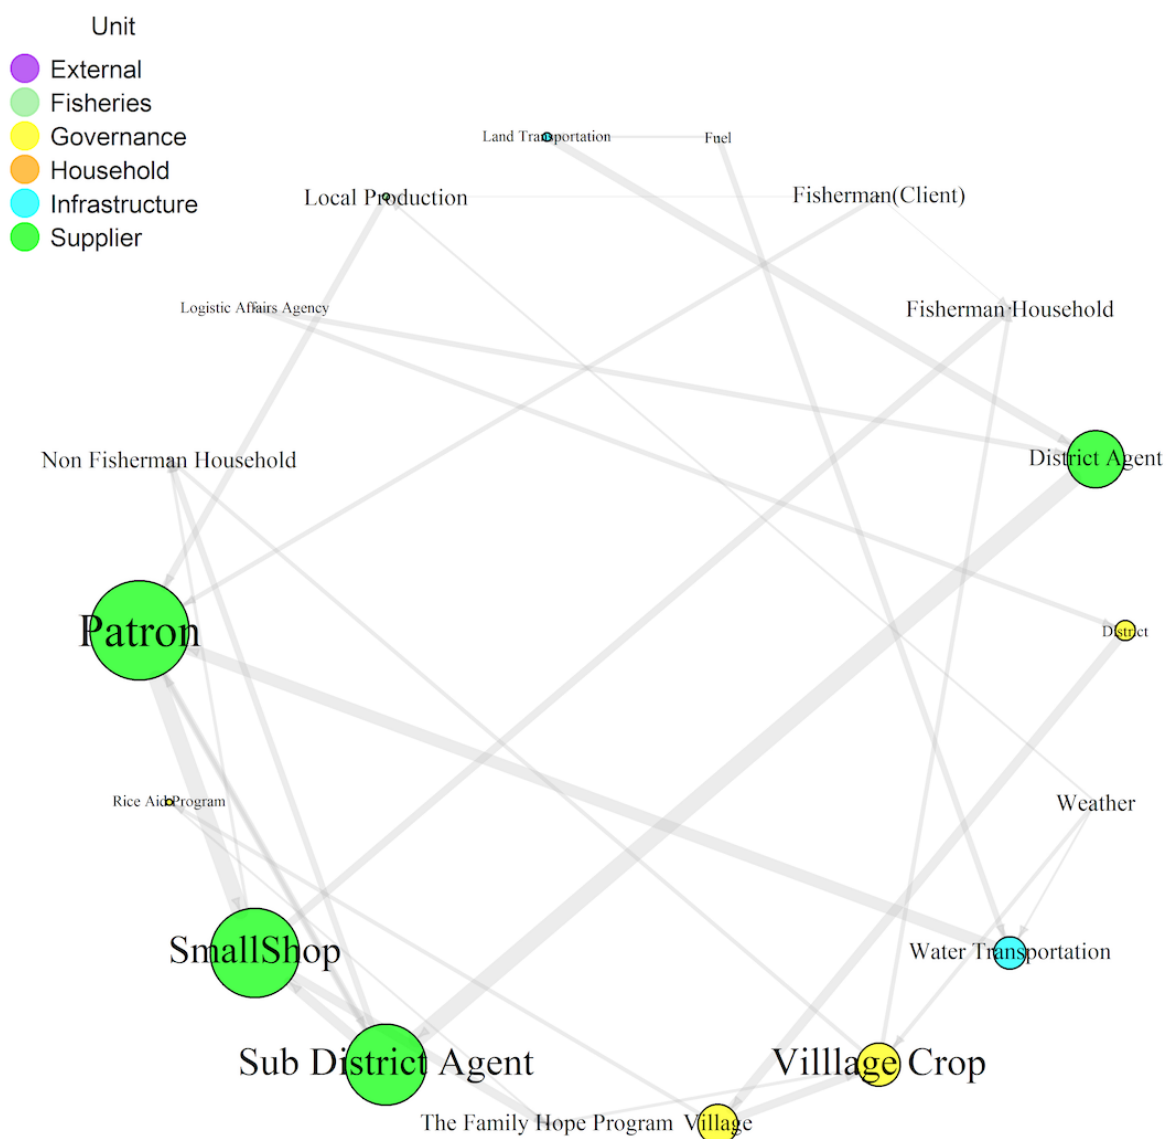 Unit
External
Fisheries
Governance
Household
Infrastructure
Supplier
Land Transportation
Fuel
Local Production
Fisherman(Client)
Logistic Affairs Agency
Fisherman Household
District Agent
Non Fisherman Household
Patron
District
Rice Aid Program
Weather
SmallShop
Water Transportation
Sub District Agent
Villlage Crop
The Family Hope Program
Village